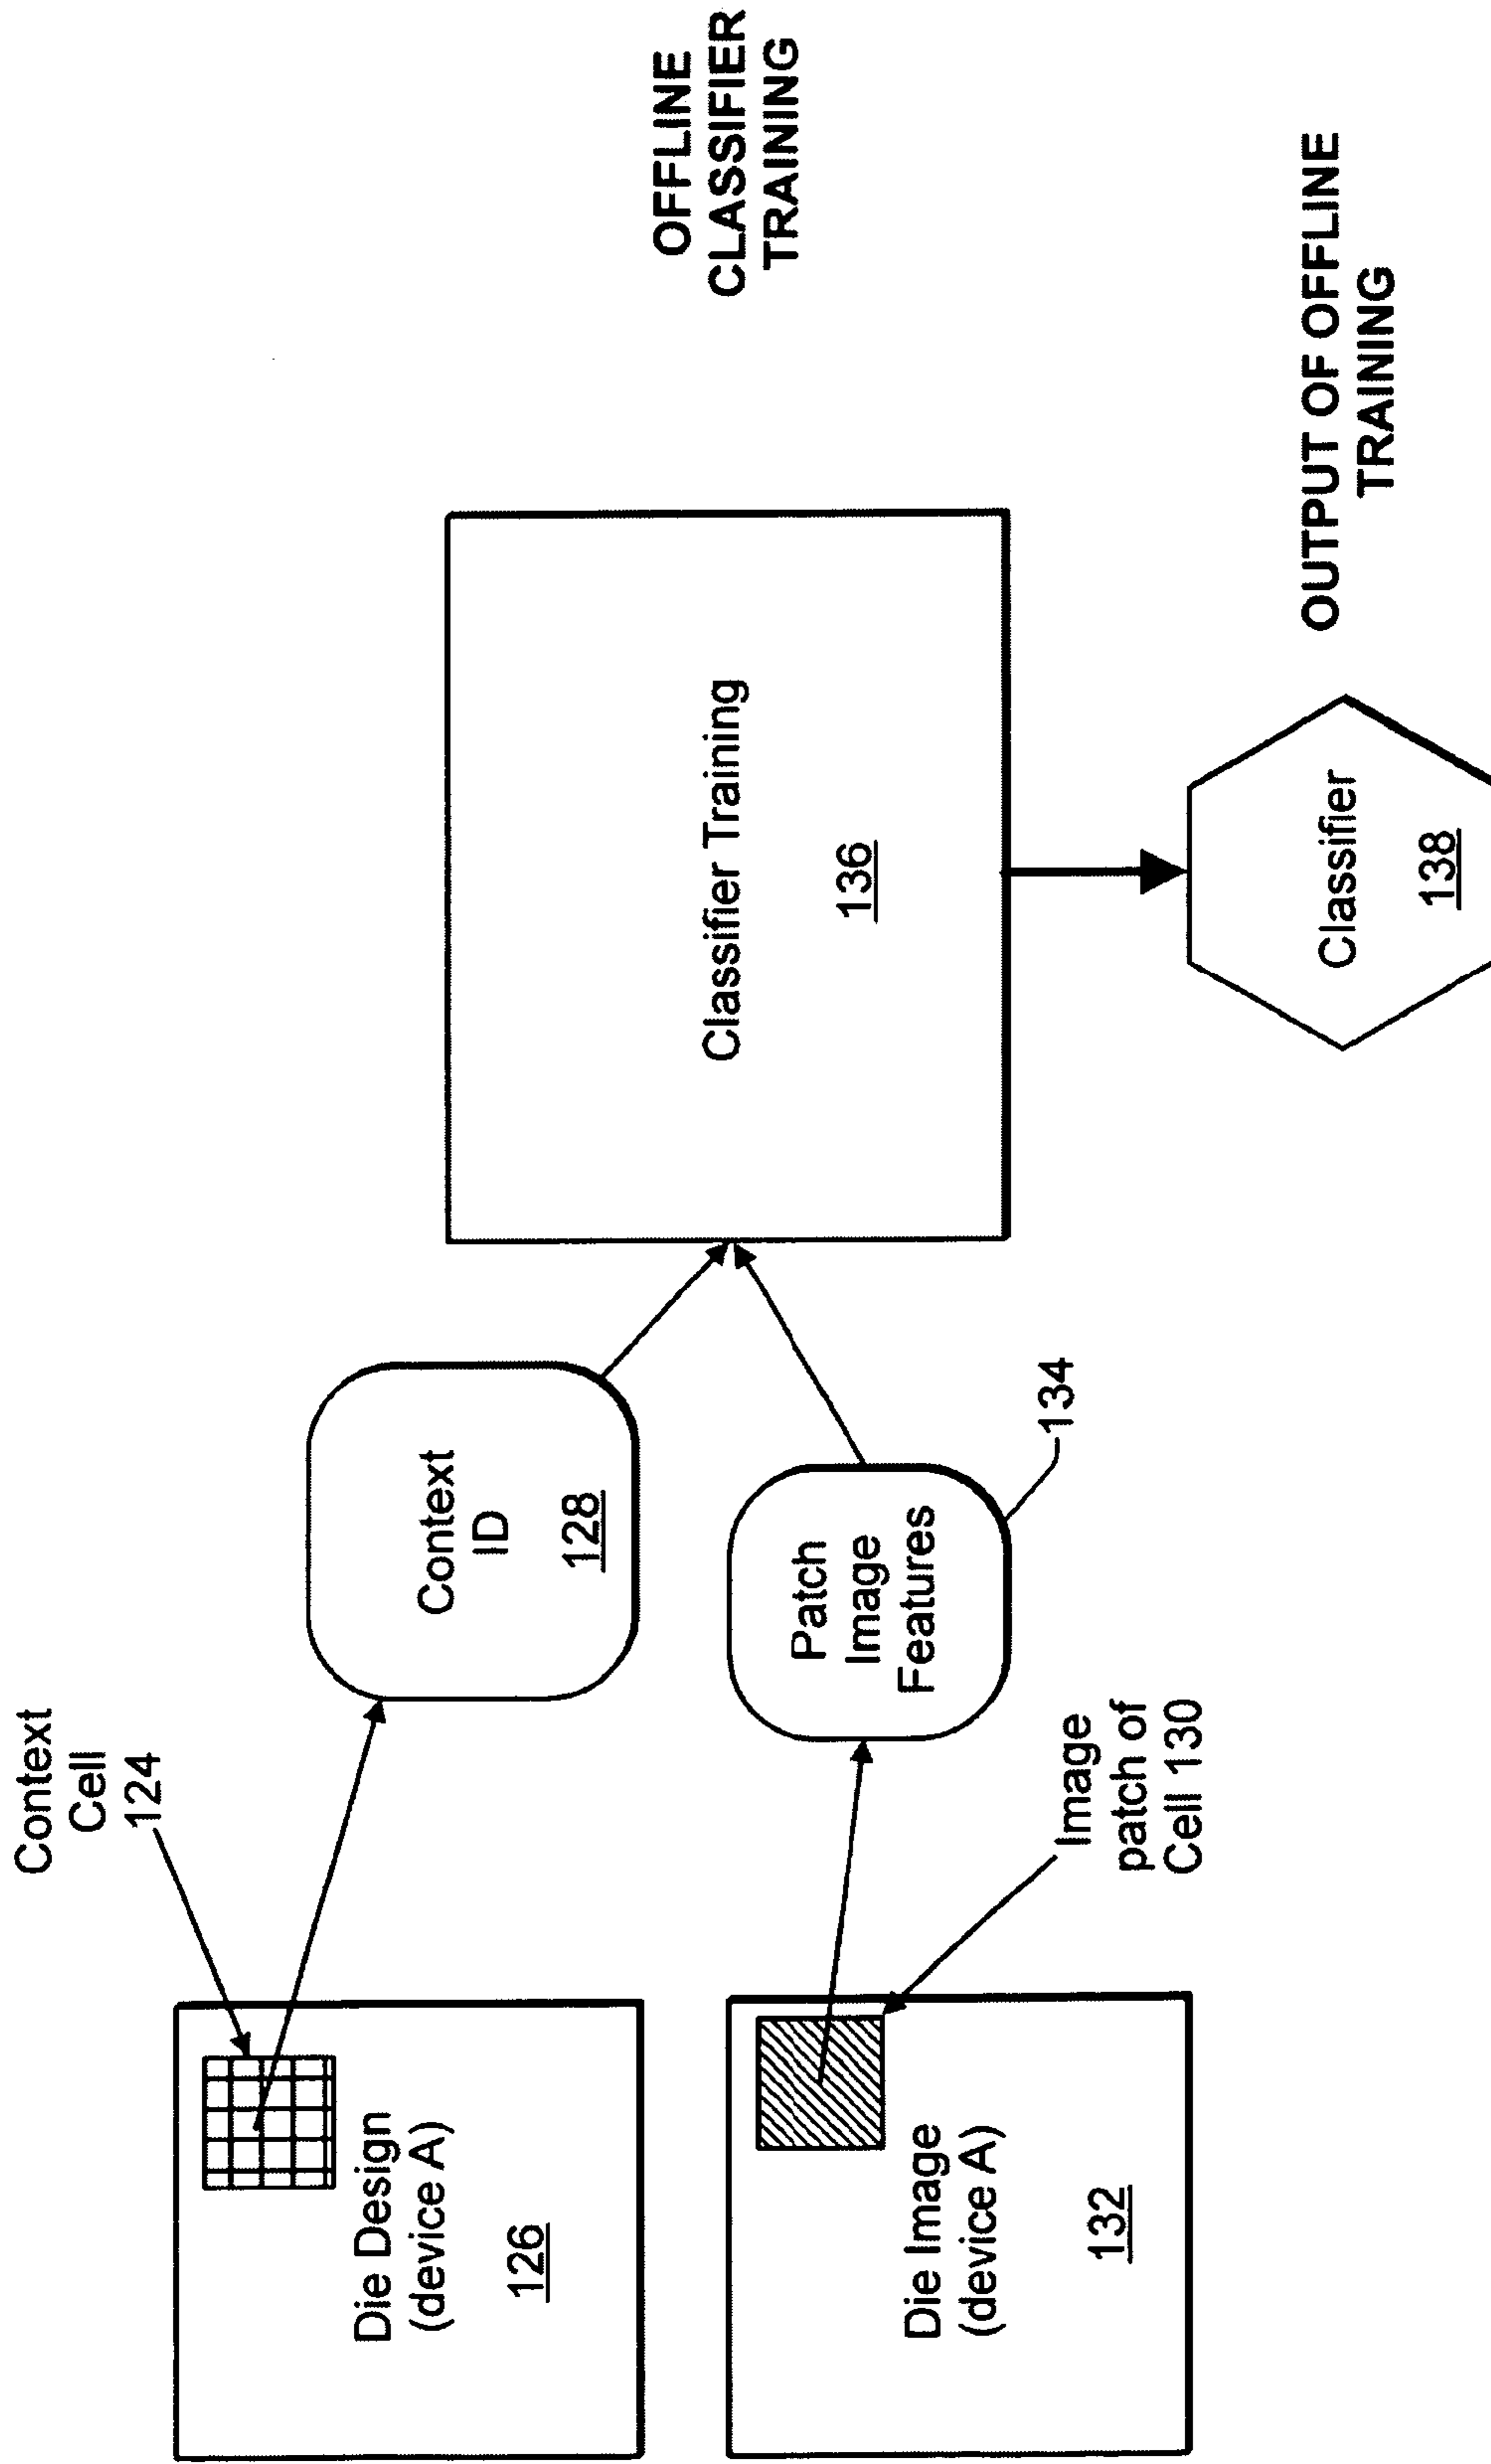 Context
Cell
124
Die Design
(device A)
126
Context
ID
128
Die Image
(device A)
132
Image
patch of
Cell 130
Patch
Image
Features
134
Classifier Training
136
OFFLINE
CLASSIFIER
TRAINING
Classifier
138
OUTPUT OF OFFLINE
TRAINING